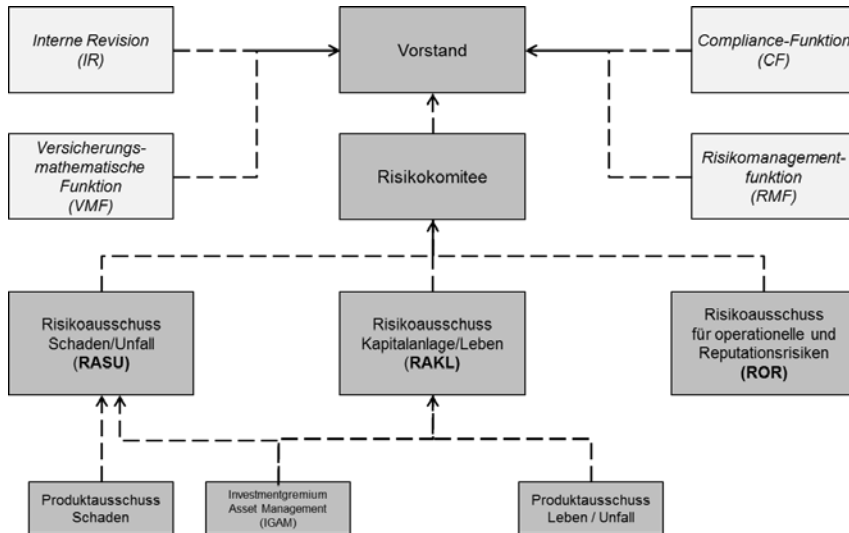 Interne Revision
(IR)
Vorstand
Compliance-Funktion
(CF)
Versicherungs-
mathematische
Funktion
(VMF)
Risikokomitee
Risikomanagement-
funktion
(RMF)
Risikoausschuss
Schaden/Unfall
(RASU)
Risikoausschuss
Kapitalanlage/Leben
(RAKL)
Risikoausschuss
für operationelle und
Reputationsrisiken
(ROR)
Produktausschuss
Schaden
Investmentgremium
Asset Management
(IGAM)
Produktausschuss
Leben / Unfall